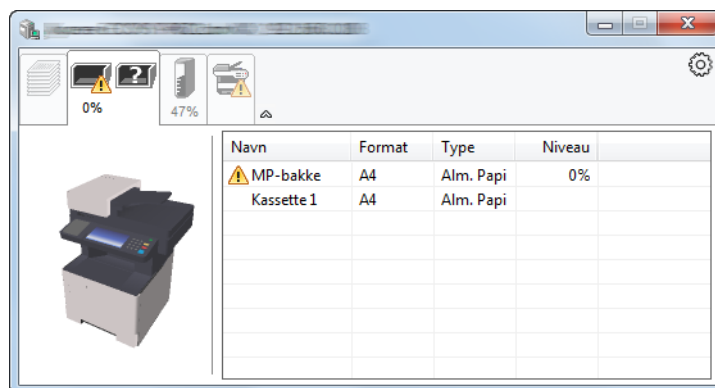 0%
47%
Navn Format Type Niveau
MP-bakke A4 Alm. Papi 0%
Kassette 1 A4 Alm. Papi